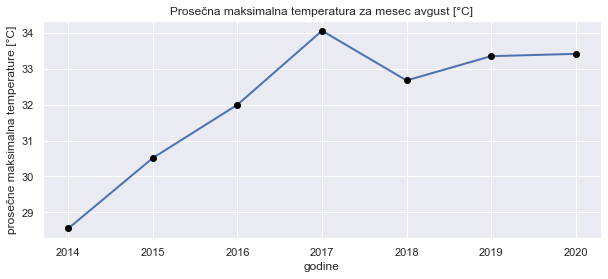 Prosečna maksimalna temperatura za mesec avgust [°C]
prosečne maksimalna temperature [°C]
34
33
32
31
30
29
2014 2015 2016 2017 2018 2019 2020
godine